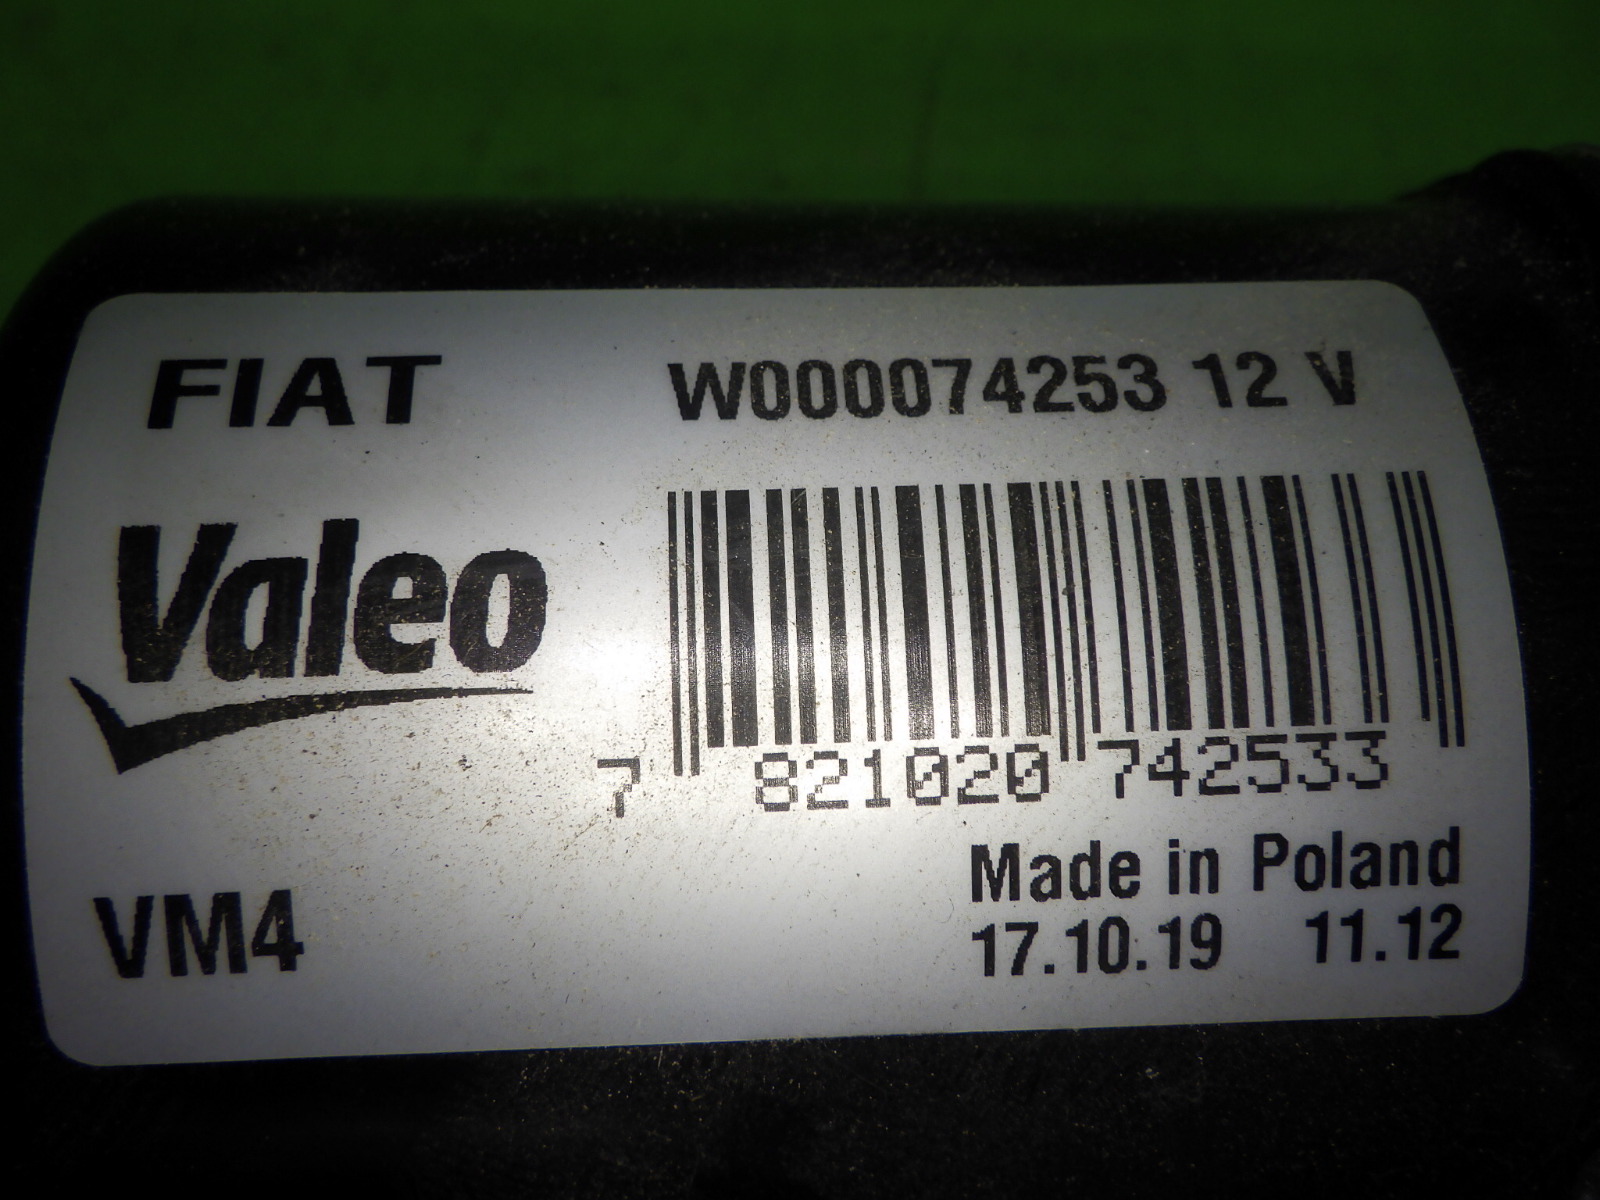 FIAT W000074253 12 V
Valeo
7 821020 742533
Made in Poland
VM4 17.10.19 11.12